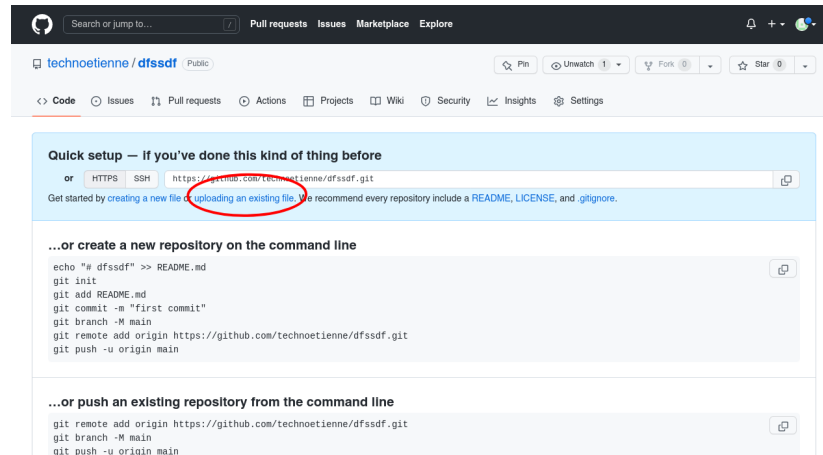 Search or jump to... /
Pull requests Issues Marketplace Explore
technoetienne / dfssdf Public
Pin Unwatch 1 Fork 0 Star 0
<> Code Issues Pull requests Actions Projects Wiki Security Insights Settings
Quick setup — if you've done this kind of thing before
or HTTPS SSH https://github.com/technoetienne/dfssdf.git
Get started by creating a new file or uploading an existing file. We recommend every repository include a README, LICENSE, and .gitignore.
…or create a new repository on the command line
echo "# dfssdf" >> README.md
git init
git add README.md
git commit -m "first commit"
git branch -M main
git remote add origin https://github.com/technoetienne/dfssdf.git
git push -u origin main
…or push an existing repository from the command line
git remote add origin https://github.com/technoetienne/dfssdf.git
git branch -M main
git push -u origin main